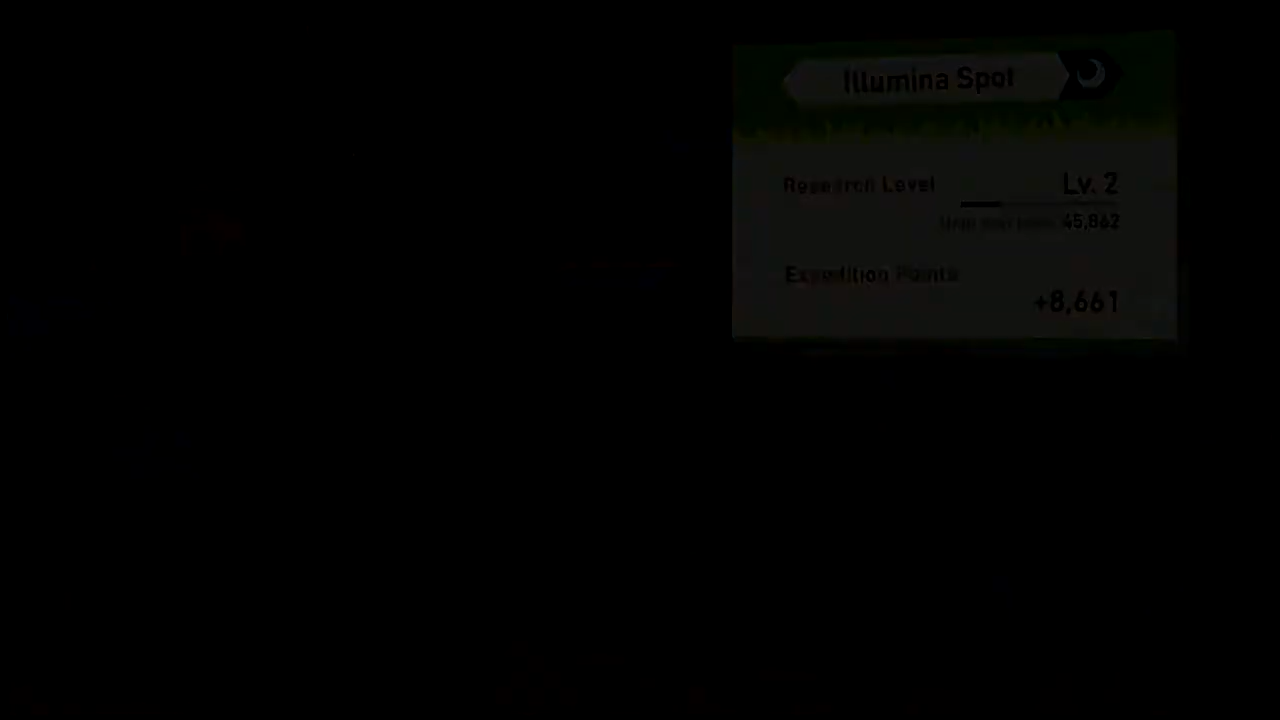 Illumina Spot
Research Level
Lv. 2
45,862
Expedition Points
+8,661